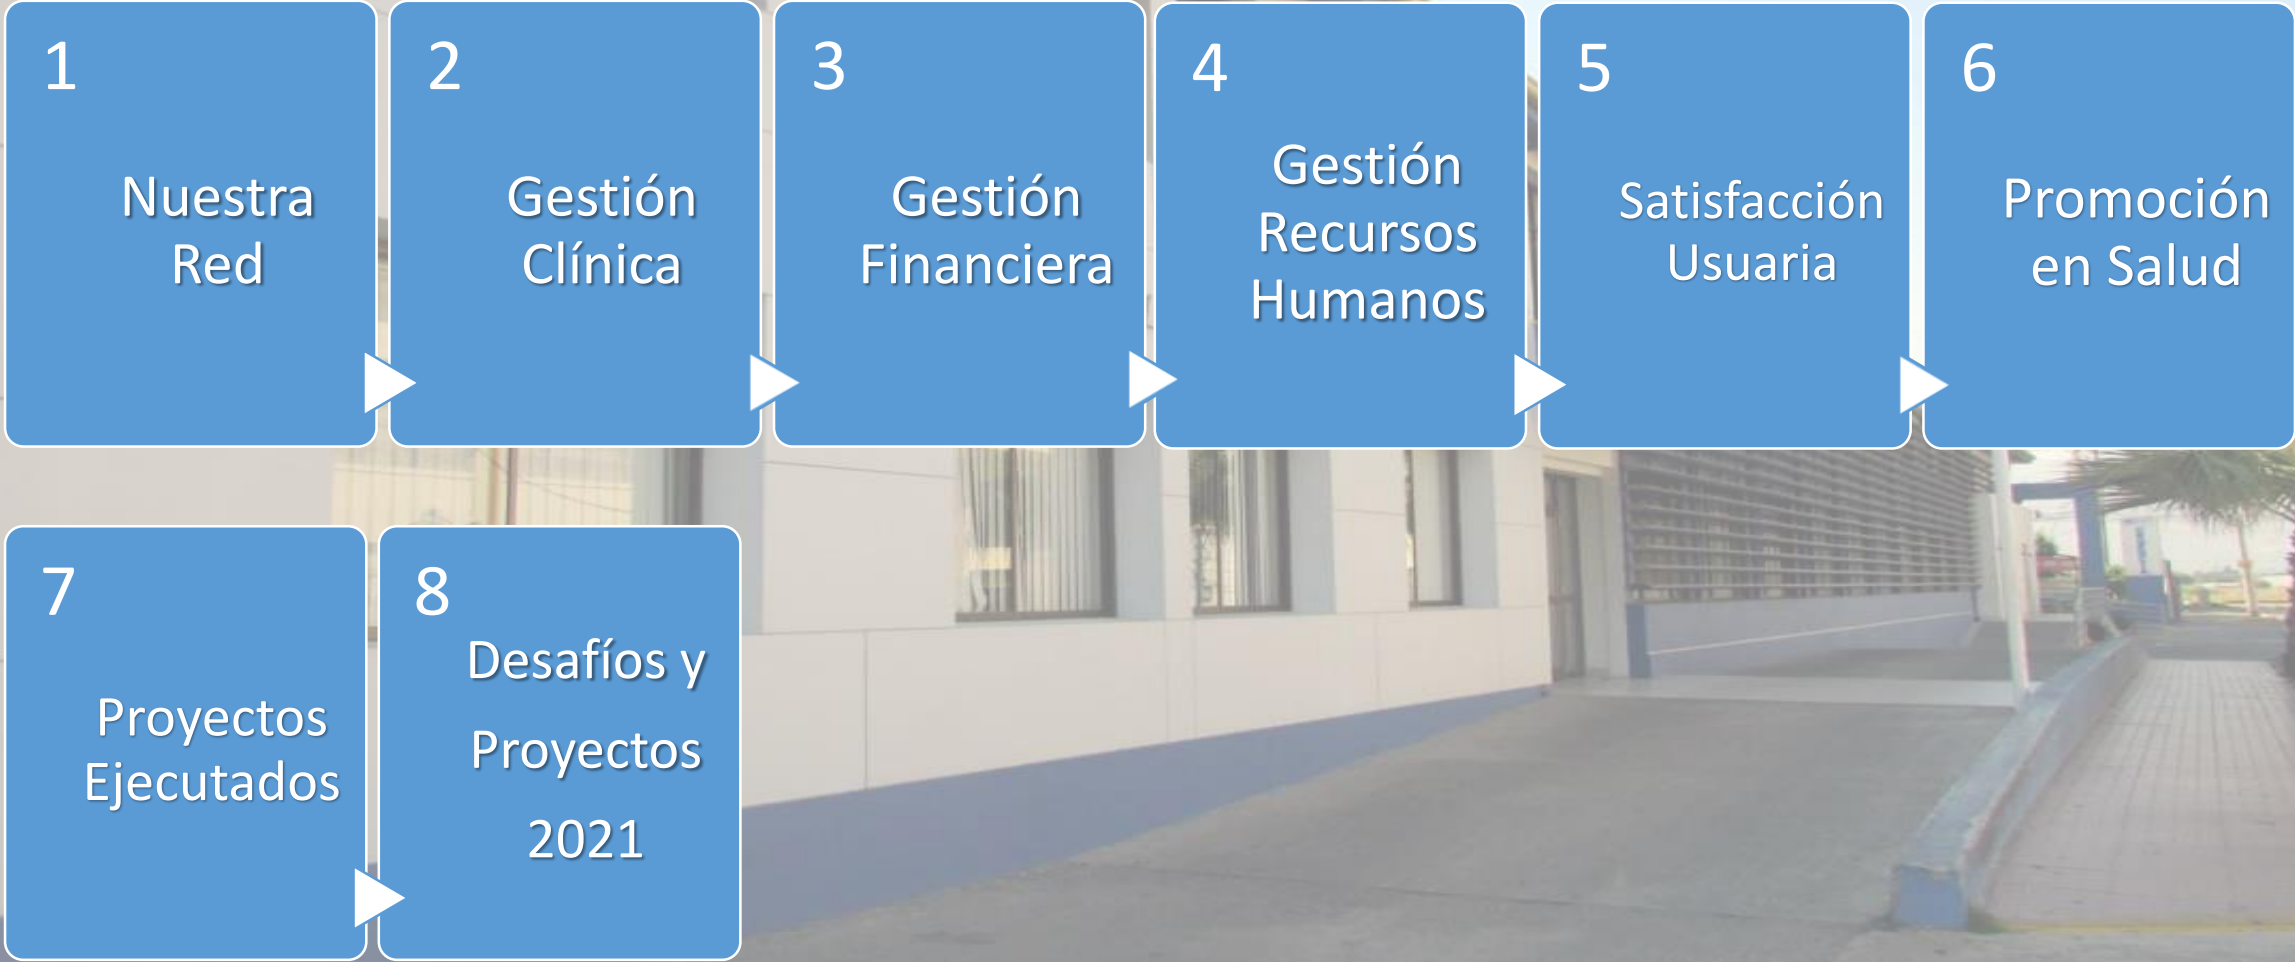 1
Nuestra
Red
2
Gestión
Clínica
3
Gestión
Financiera
4
Gestión
Recursos
Humanos
5
Satisfacción
Usuaria
6
Promoción
en Salud
7
Proyectos
Ejecutados
8
Desafíos y
Proyectos
2021